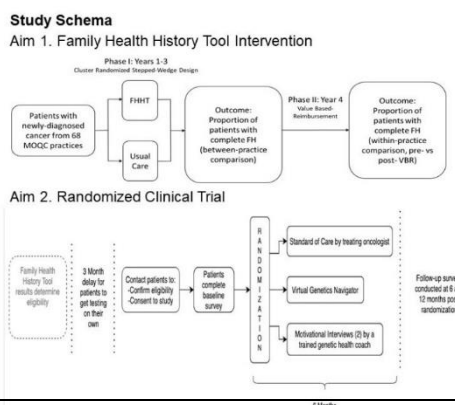 Study Schema
Aim 1. Family Health History Tool Intervention
Phase I: Years 1-3
Cluster Randomized Stepped-Wedge Design
Patients with
newly-diagnosed
cancer from 68
MOQC practices
FHHT
Usual
Care
Outcome:
Proportion of
patients with
complete FH
(between-practice
comparison)
Phase II: Year 4
Value Based-
Reimbursement
Outcome:
Proportion of
patients with
complete FH
(within-practice
comparison, pre- vs
post- VBR)
Aim 2. Randomized Clinical Trial
Family Health
History Tool
results determine
eligibility
3 Month
delay for
patients to
get testing
on their
own
Contact patients to:
-Confirm eligibility
-Consent to study
Patients
complete
baseline
survey
R
A
N
D
O
M
I
Z
A
T
I
O
N
Standard of Care by treating oncologist
Virtual Genetics Navigator
Motivational Interviews (2) by a
trained genetic health coach
Follow-up surve
conducted at 6 a
12 months pos
randomization